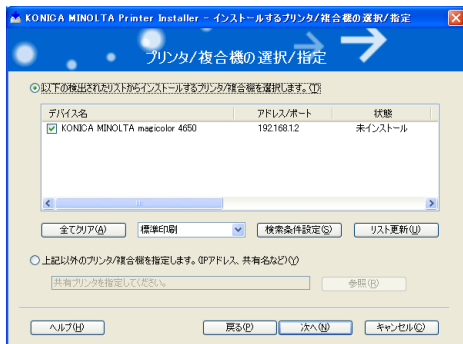 KONICA MINOLTA Printer Installer - インストールするプリンタ/複合機の選択/指定
プリンタ/複合機の選択/指定
以下の検出されたリストからインストールするプリンタ/複合機を選択します。(T)
デバイス名 アドレス/ポート 状態
KONICA MINOLTA magicolor 4650 192.168.1.2 未インストール
全てクリア(A) 標準印刷 検索条件設定(S) リスト更新(U)
上記以外のプリンタ/複合機を指定します。(IPアドレス、共有名など)(Y)
共有プリンタを指定してください。 参照(R)
ヘルプ(H) 戻る(P) 次へ(N) キャンセル(C)